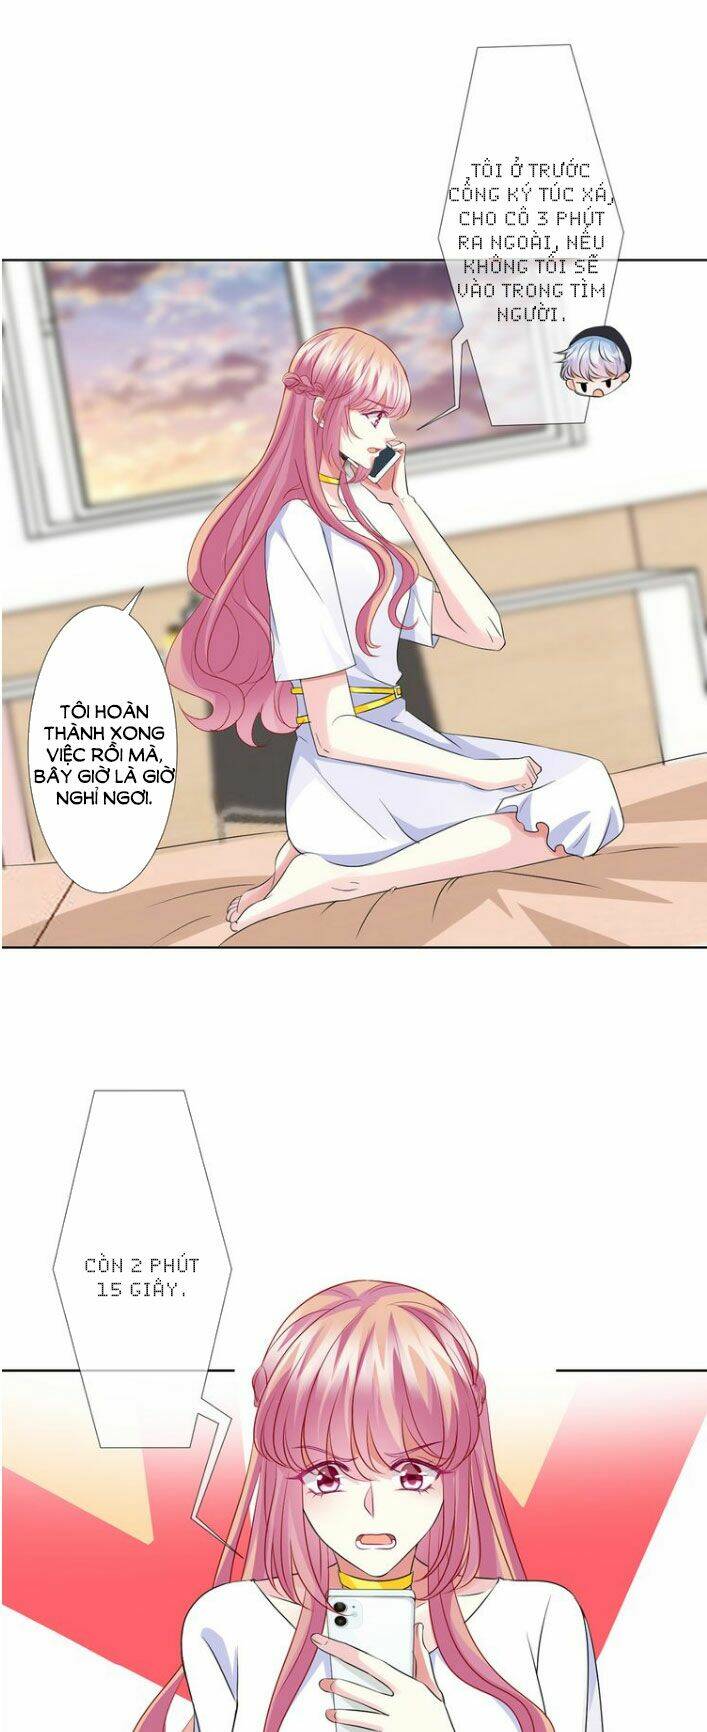 TÔI Ở TRƯỚC
CỔNG KÝ TÚC XÁ,
CHO CÔ 3 PHÚT
RA NGOÀI, NẾU
KHÔNG TÔI SẼ
VÀO TRONG TÌM
NGƯỜI.
TÔI HOÀN
THÀNH XONG
VIỆC RỒI MÀ,
BÂY GIỜ LÀ GIỜ
NGHỈ NGƠI.
CÒN 2 PHÚT
15 GIÂY.